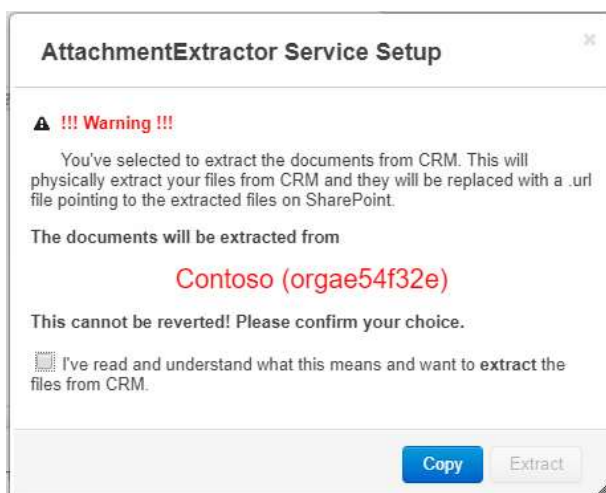 AttachmentExtractor Service Setup
×
!!! Warning !!!
You've selected to extract the documents from CRM. This will
physically extract your files from CRM and they will be replaced with a .url
file pointing to the extracted files on SharePoint.
The documents will be extracted from
Contoso (orgae54f32e)
This cannot be reverted! Please confirm your choice.
I've read and understand what this means and want to extract the
files from CRM.
Copy
Extract